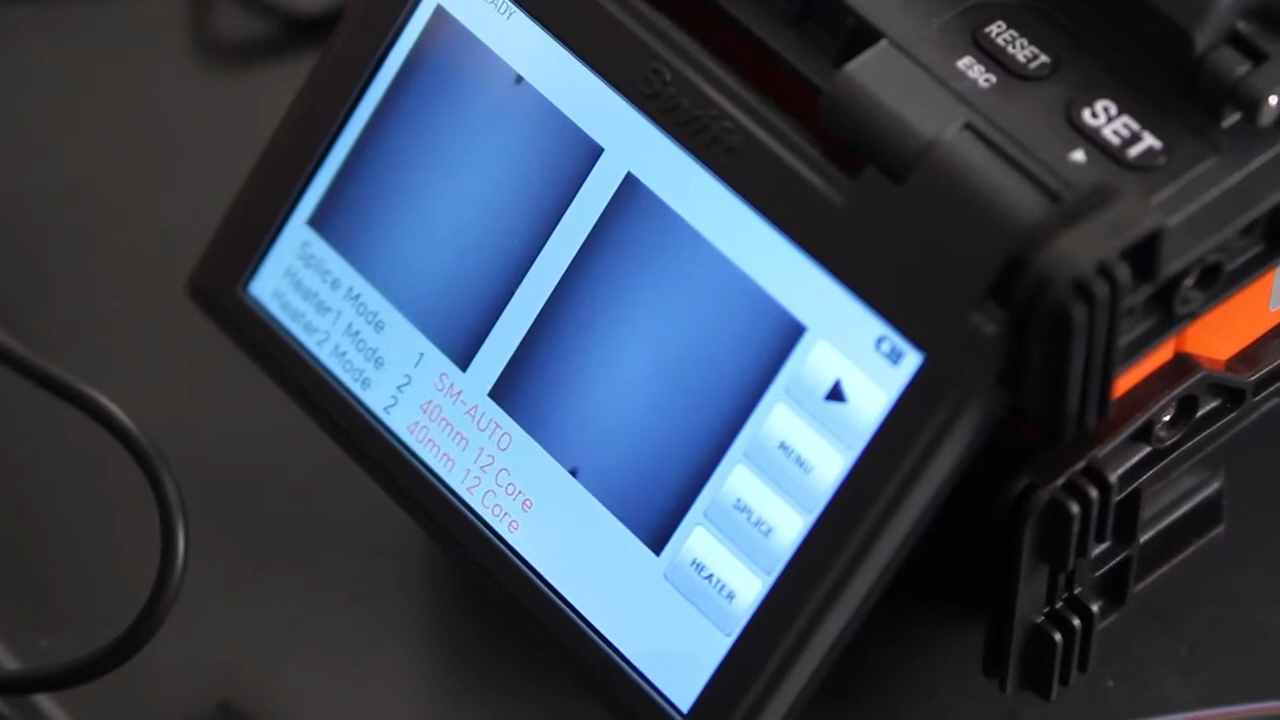 Swift
RESET
ESC
SET
Splice Mode 1 SM-AUTO
Heater1 Mode 2 40mm 12 Core
Heater2 Mode 2 40mm 12 Core
MENU
SPLICE
HEATER